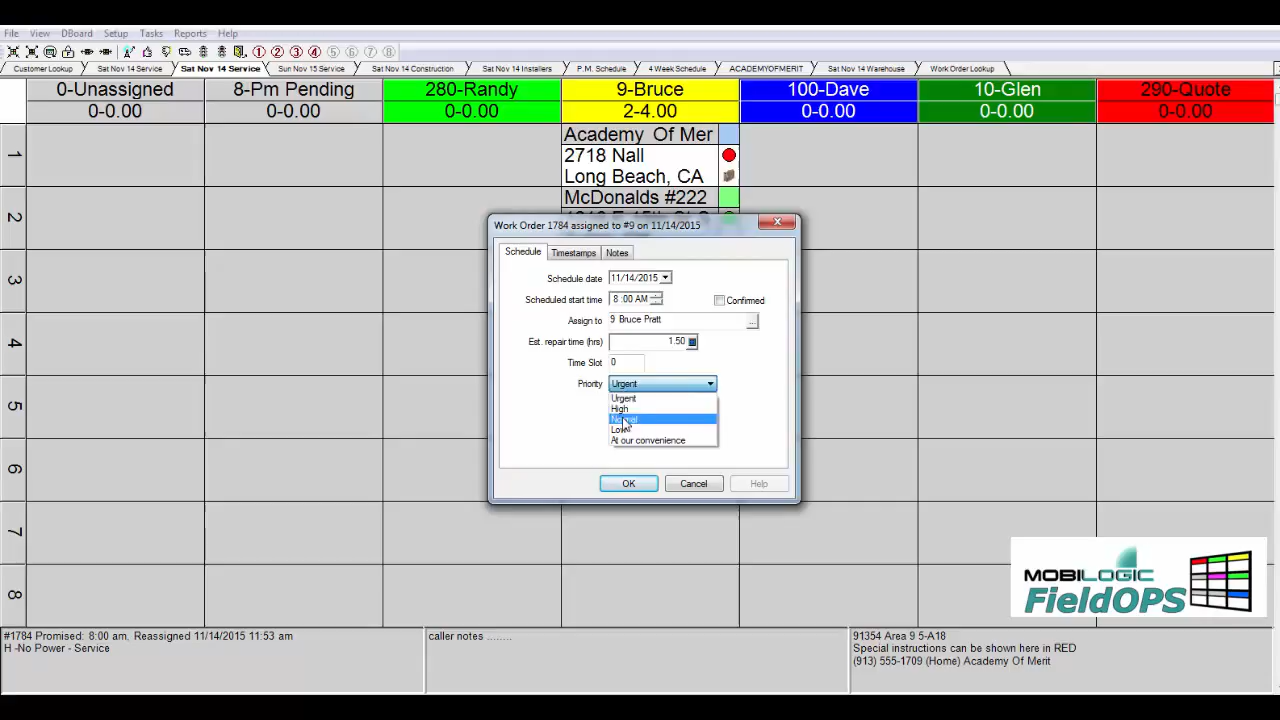 File View DBoard Setup Tasks Reports Help
1 2 3 4 5 6 7 8
Customer Lookup Sat Nov 14 Service Sat Nov 14 Service Sun Nov 15 Service Sat Nov 14 Construction Sat Nov 14 Installers P.M. Schedule 4 Week Schedule ACADEMYOFMERIT Sat Nov 14 Warehouse Work Order Lookup
0-Unassigned 8-Pm Pending 280-Randy 9-Bruce 100-Dave 10-Glen 290-Quote
0-0.00 0-0.00 0-0.00 2-4.00 0-0.00 0-0.00 0-0.00
1
Academy Of Mer
2718 Nall
Long Beach, CA
2
McDonalds #222
3
4
5
6
7
8
Work Order 1784 assigned to #9 on 11/14/2015
Schedule Timestamps Notes
Schedule date 11/14/2015
Scheduled start time 8 :00 AM Confirmed
Assign to 9 Bruce Pratt ...
Est. repair time (hrs) 1.50
Time Slot 0
Priority Urgent
Urgent
High
Normal
Low
At our convenience
OK Cancel Help
MOBILOGIC
FieldOPS
#1784 Promised: 8:00 am, Reassigned 11/14/2015 11:53 am
H -No Power - Service
caller notes ........
91354 Area 9 5-A18
Special instructions can be shown here in RED
(913) 555-1709 (Home) Academy Of Merit